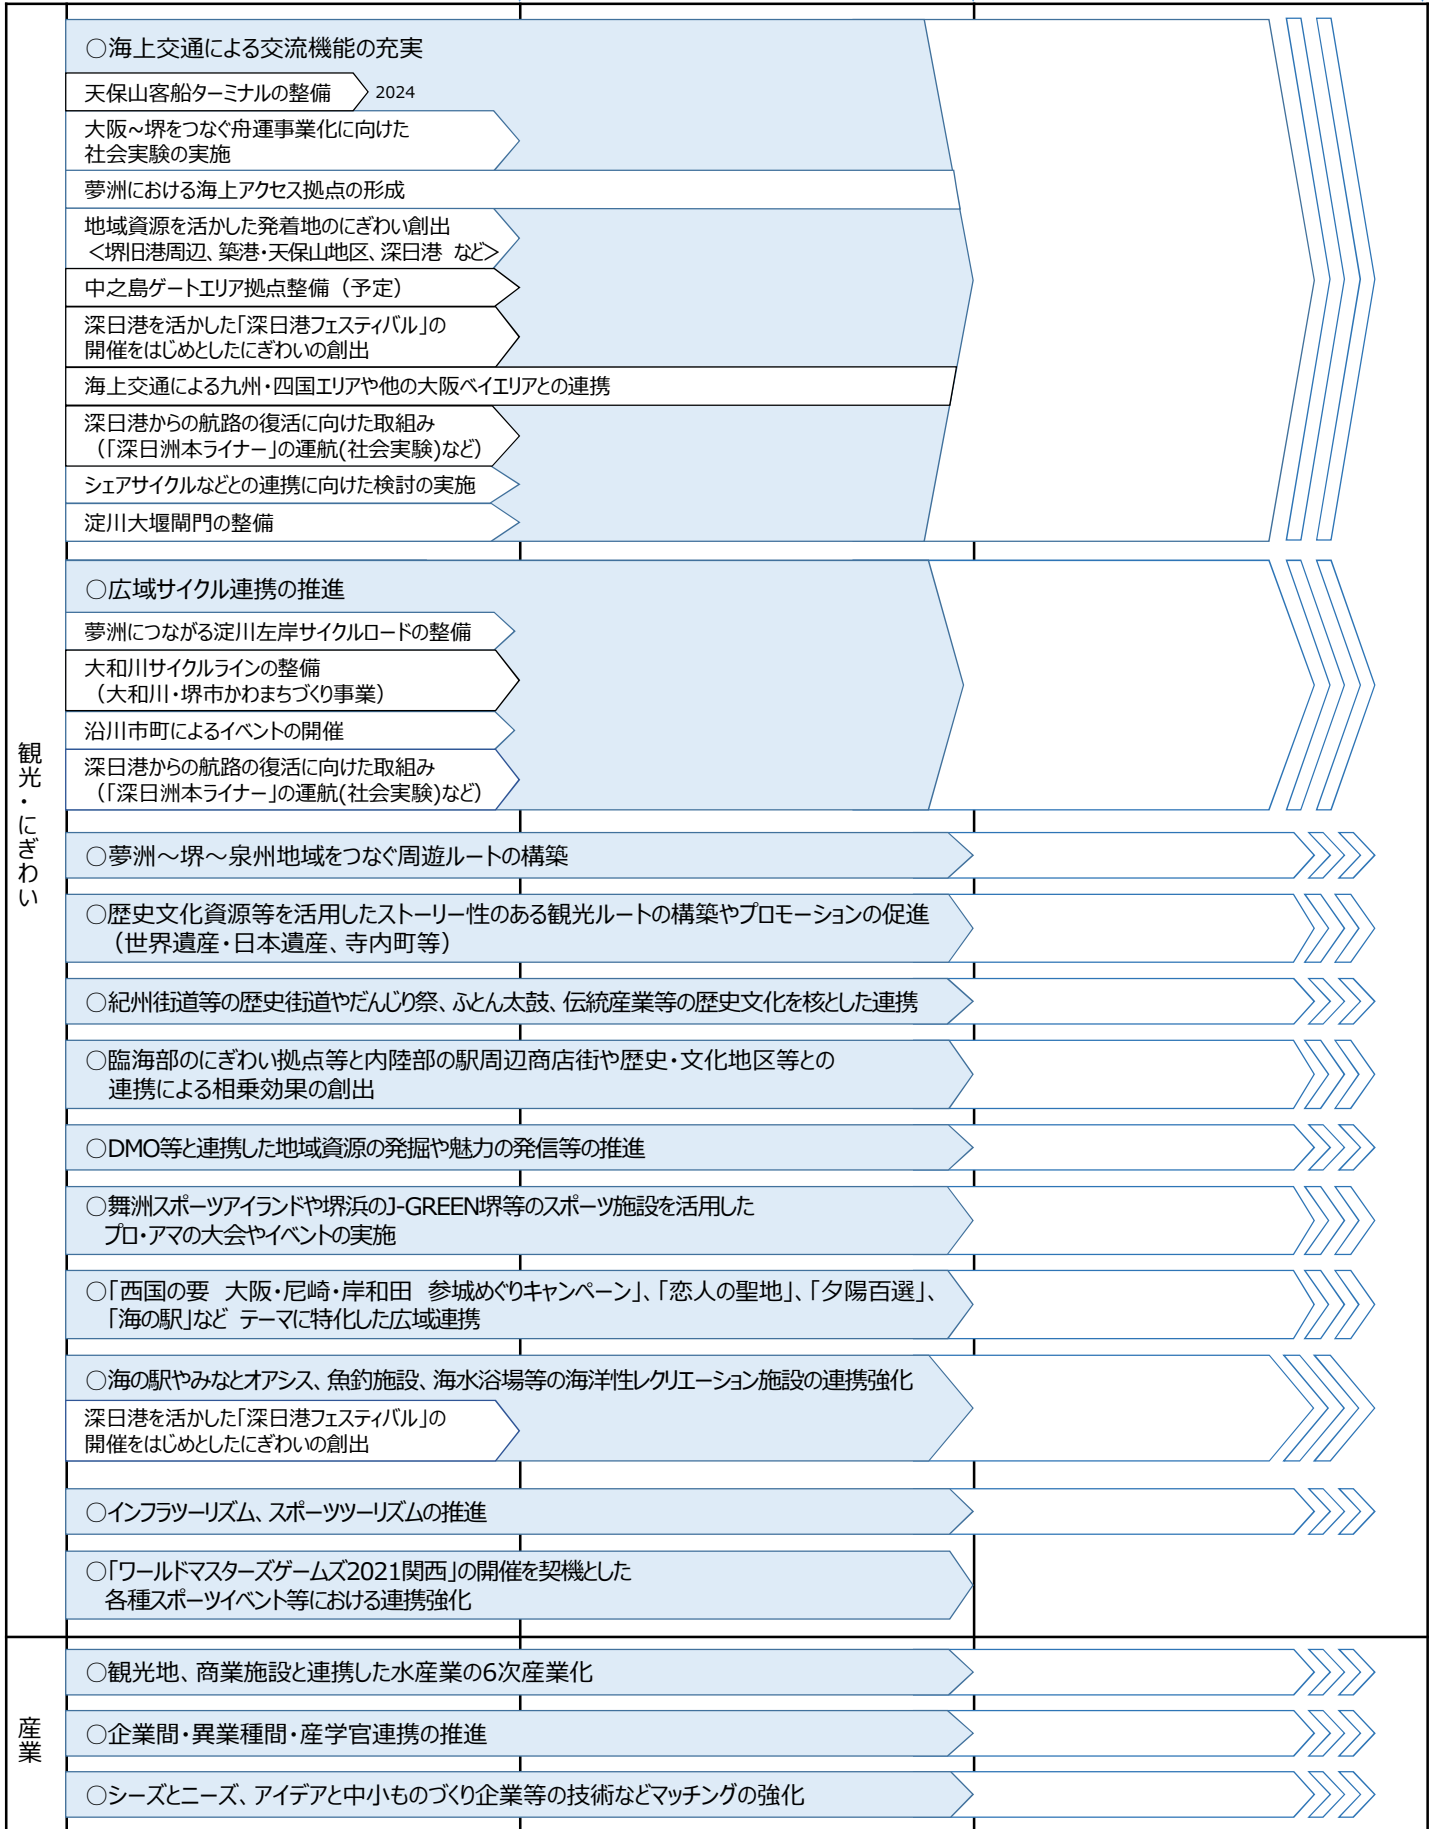 ○海上交通による交流機能の充実
天保山客船ターミナルの整備 2024
大阪~堺をつなぐ舟運事業化に向けた
社会実験の実施
夢洲における海上アクセス拠点の形成
地域資源を活かした発着地のにぎわい創出
<堺旧港周辺、築港・天保山地区、深日港 など>
中之島ゲートエリア拠点整備（予定）
深日港を活かした「深日港フェスティバル」の
開催をはじめとしたにぎわいの創出
海上交通による九州・四国エリアや他の大阪ベイエリアとの連携
深日港からの航路の復活に向けた取組み
（「深日洲本ライナー」の運航(社会実験)など）
シェアサイクルなどとの連携に向けた検討の実施
淀川大堰閘門の整備
○広域サイクル連携の推進
夢洲につながる淀川左岸サイクルロードの整備
大和川サイクルラインの整備
（大和川・堺市かわまちづくり事業）
沿川市町によるイベントの開催
深日港からの航路の復活に向けた取組み
（「深日洲本ライナー」の運航(社会実験)など）
観光・にぎわい
○夢洲～堺～泉州地域をつなぐ周遊ルートの構築
○歴史文化資源等を活用したストーリー性のある観光ルートの構築やプロモーションの促進
（世界遺産・日本遺産、寺内町等）
○紀州街道等の歴史街道やだんじり祭、ふとん太鼓、伝統産業等の歴史文化を核とした連携
○臨海部のにぎわい拠点等と内陸部の駅周辺商店街や歴史・文化地区等との
連携による相乗効果の創出
○DMO等と連携した地域資源の発掘や魅力の発信等の推進
○舞洲スポーツアイランドや堺浜のJ-GREEN堺等のスポーツ施設を活用した
プロ・アマの大会やイベントの実施
○「西国の要 大阪・尼崎・岸和田 参城めぐりキャンペーン」、「恋人の聖地」、「夕陽百選」、
「海の駅」など テーマに特化した広域連携
○海の駅やみなとオアシス、魚釣施設、海水浴場等の海洋性レクリエーション施設の連携強化
深日港を活かした「深日港フェスティバル」の
開催をはじめとしたにぎわいの創出
○インフラツーリズム、スポーツツーリズムの推進
○「ワールドマスターズゲームズ2021関西」の開催を契機とした
各種スポーツイベント等における連携強化
産業
○観光地、商業施設と連携した水産業の6次産業化
○企業間・異業種間・産学官連携の推進
○シーズとニーズ、アイデアと中小ものづくり企業等の技術などマッチングの強化